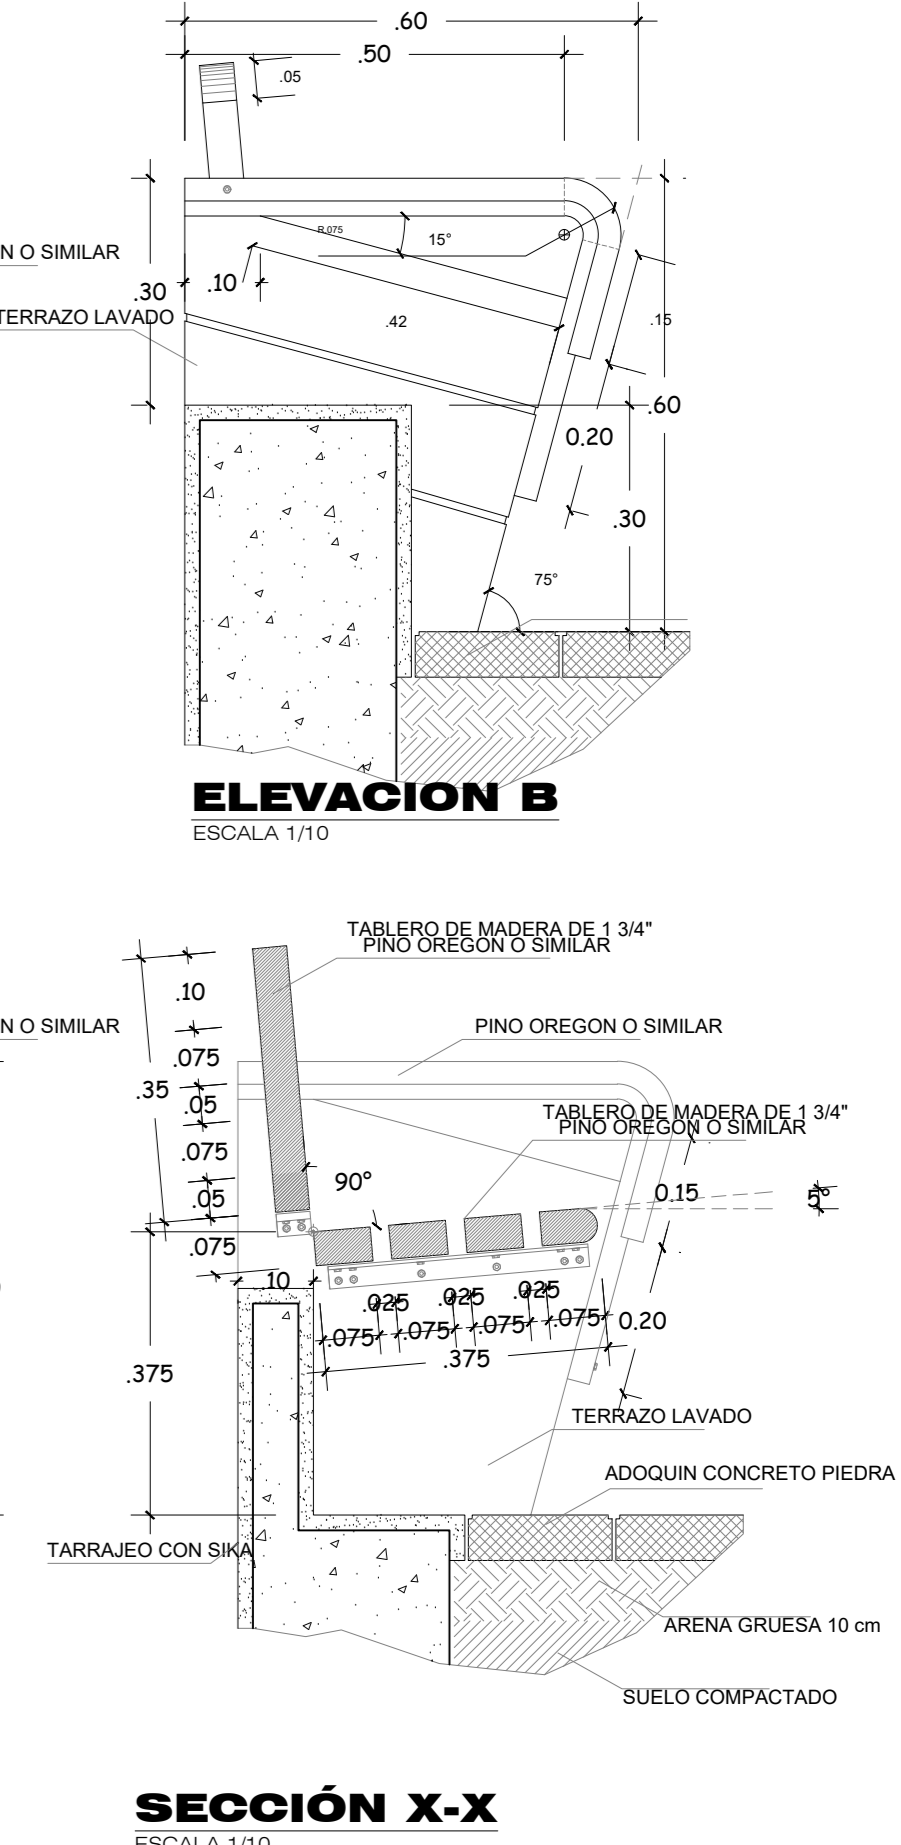 .60
.50
.05
N O SIMILAR
R.075
15°
.30
.10
TERRAZO LAVADO
.42
.15
.60
0.20
.30
75°
ELEVACION B
ESCALA 1/10
TABLERO DE MADERA DE 1 3/4"
PINO OREGON O SIMILAR
.10
N O SIMILAR
PINO OREGON O SIMILAR
.075
.35
.05
TABLERO DE MADERA DE 1 3/4"
PINO OREGON O SIMILAR
.075
90°
.05
0.15
5°
.075
.10
.025
.025
.025
.075
.075
.075
.075
0.20
.375
.375
TERRAZO LAVADO
ADOQUIN CONCRETO PIEDRA
TARRAJEO CON SIKA
ARENA GRUESA 10 cm
SUELO COMPACTADO
SECCIÓN X-X
ESCALA 1/10